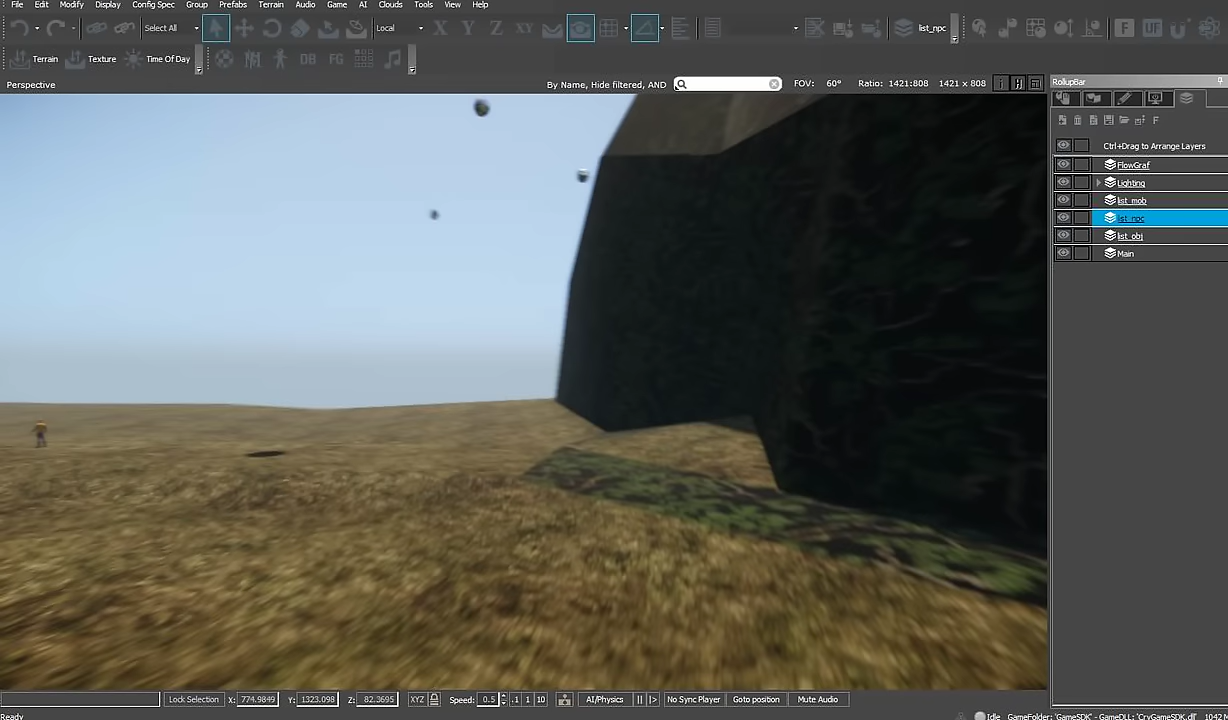 File Edit Modify Display Config Spec Group Prefabs Terrain Audio Game AI Clouds Tools View Help
Select All Local X Y Z XY list_npc F UF
Terrain Texture Time Of Day DB FG
Perspective By Name, Hide filtered, AND FOV: 60° Ratio: 1421:808 1421 x 808
RollupBar
F
Ctrl+Drag to Arrange Layers
FlowGraf
Lighting
list_mob
list_npc
list_obj
Main
Lock Selection X: 774.9849 Y: 1323.098 Z: 82.3695 XYZ Speed: 0.5 .1 1 10 AI/Physics No Sync Player Goto position Mute Audio
Ready Idle GameFolder: 'GameSDK' - GameDLL: 'CryGameSDK.dll' 1042